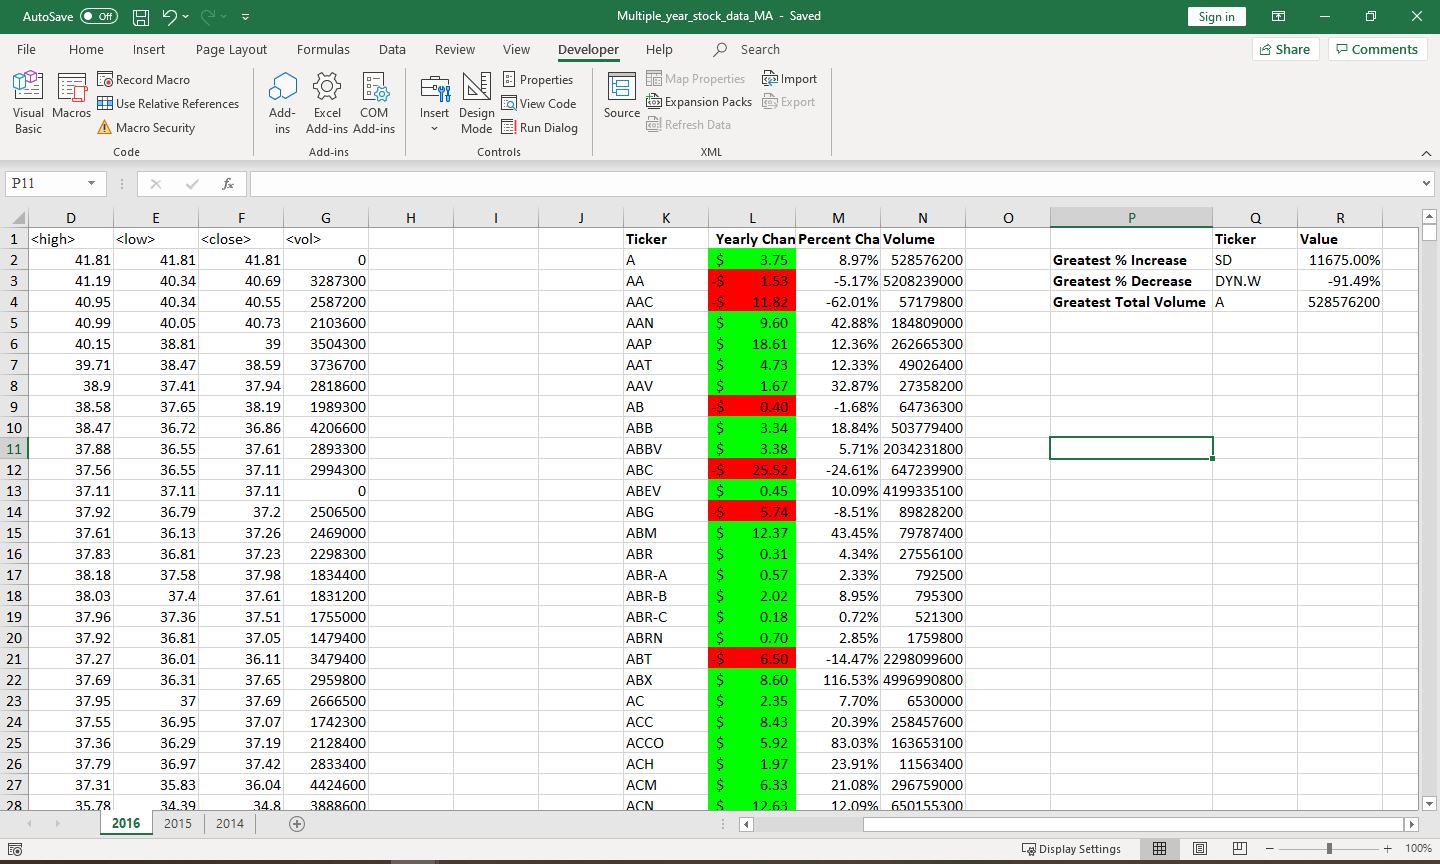 AutoSave Off Multiple_year_stock_data_MA - Saved Sign in
File Home Insert Page Layout Formulas Data Review View Developer Help Search Share Comments
Visual Basic Macros Record Macro Use Relative References Macro Security
Add-ins Excel Add-ins COM Add-ins
Insert Design Mode Properties View Code Run Dialog
Source Map Properties Expansion Packs Refresh Data Import Export
Code Add-ins Controls XML
P11 fx
D E F G H I J K L M N O P Q R
1 <high> <low> <close> <vol> Ticker Yearly Chan Percent Cha Volume Ticker Value
2 41.81 41.81 41.81 0 A $ 3.75 8.97% 528576200 Greatest % Increase SD 11675.00%
3 41.19 40.34 40.69 3287300 AA -$ 1.53 -5.17% 5208239000 Greatest % Decrease DYN.W -91.49%
4 40.95 40.34 40.55 2587200 AAC -$ 11.82 -62.01% 57179800 Greatest Total Volume A 528576200
5 40.99 40.05 40.73 2103600 AAN $ 9.60 42.88% 184809000
6 40.15 38.81 39 3504300 AAP $ 18.61 12.36% 262665300
7 39.71 38.47 38.59 3736700 AAT $ 4.73 12.33% 49026400
8 38.9 37.41 37.94 2818600 AAV $ 1.67 32.87% 27358200
9 38.58 37.65 38.19 1989300 AB -$ 0.40 -1.68% 64736300
10 38.47 36.72 36.86 4206600 ABB $ 3.34 18.84% 503779400
11 37.88 36.55 37.61 2893300 ABBV $ 3.38 5.71% 2034231800
12 37.56 36.55 37.11 2994300 ABC -$ 25.52 -24.61% 647239900
13 37.11 37.11 37.11 0 ABEV $ 0.45 10.09% 4199335100
14 37.92 36.79 37.2 2506500 ABG -$ 5.74 -8.51% 89828200
15 37.61 36.13 37.26 2469000 ABM $ 12.37 43.45% 79787400
16 37.83 36.81 37.23 2298300 ABR $ 0.31 4.34% 27556100
17 38.18 37.58 37.98 1834400 ABR-A $ 0.57 2.33% 792500
18 38.03 37.4 37.61 1831200 ABR-B $ 2.02 8.95% 795300
19 37.96 37.36 37.51 1755000 ABR-C $ 0.18 0.72% 521300
20 37.92 36.81 37.05 1479400 ABRN $ 0.70 2.85% 1759800
21 37.27 36.01 36.11 3479400 ABT -$ 6.50 -14.47% 2298099600
22 37.69 36.31 37.65 2959800 ABX $ 8.60 116.53% 4996990800
23 37.95 37 37.69 2666500 AC $ 2.35 7.70% 6530000
24 37.55 36.95 37.07 1742300 ACC $ 8.43 20.39% 258457600
25 37.36 36.29 37.19 2128400 ACCO $ 5.92 83.03% 163653100
26 37.79 36.97 37.42 2833400 ACH $ 1.97 23.91% 11563400
27 37.31 35.83 36.04 4424600 ACM $ 6.33 21.08% 296759000
28 35.78 34.39 34.8 3888600 ACN $ 12.63 12.09% 650155300
2016 2015 2014
Display Settings 100%